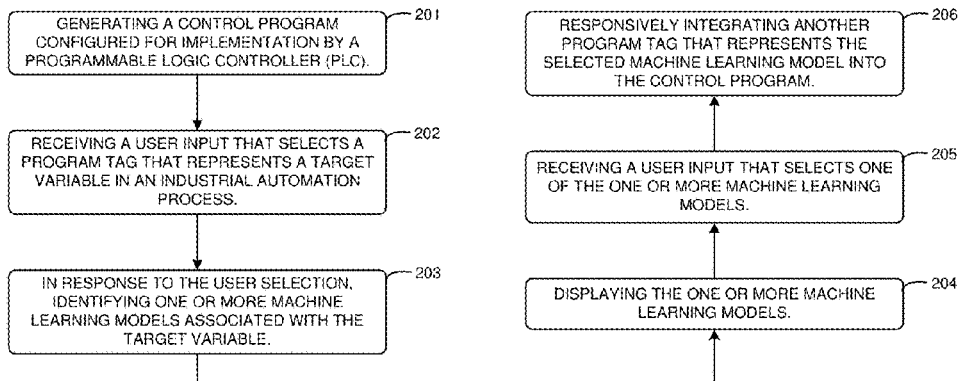 GENERATING A CONTROL PROGRAM
CONFIGURED FOR IMPLEMENTATION BY A
PROGRAMMABLE LOGIC CONTROLLER (PLC).
201
RECEIVING A USER INPUT THAT SELECTS A
PROGRAM TAG THAT REPRESENTS A TARGET
VARIABLE IN AN INDUSTRIAL AUTOMATION
PROCESS.
202
IN RESPONSE TO THE USER SELECTION,
IDENTIFYING ONE OR MORE MACHINE
LEARNING MODELS ASSOCIATED WITH THE
TARGET VARIABLE.
203
DISPLAYING THE ONE OR MORE MACHINE
LEARNING MODELS.
204
RECEIVING A USER INPUT THAT SELECTS ONE
OF THE ONE OR MORE MACHINE LEARNING
MODELS.
205
RESPONSIVELY INTEGRATING ANOTHER
PROGRAM TAG THAT REPRESENTS THE
SELECTED MACHINE LEARNING MODEL INTO
THE CONTROL PROGRAM.
206